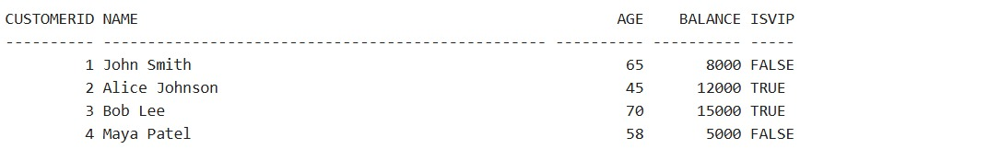 CUSTOMERID NAME AGE BALANCE ISVIP
---------- -------------------------------------------------- ---------- ---------- -----
1 John Smith 65 8000 FALSE
2 Alice Johnson 45 12000 TRUE
3 Bob Lee 70 15000 TRUE
4 Maya Patel 58 5000 FALSE